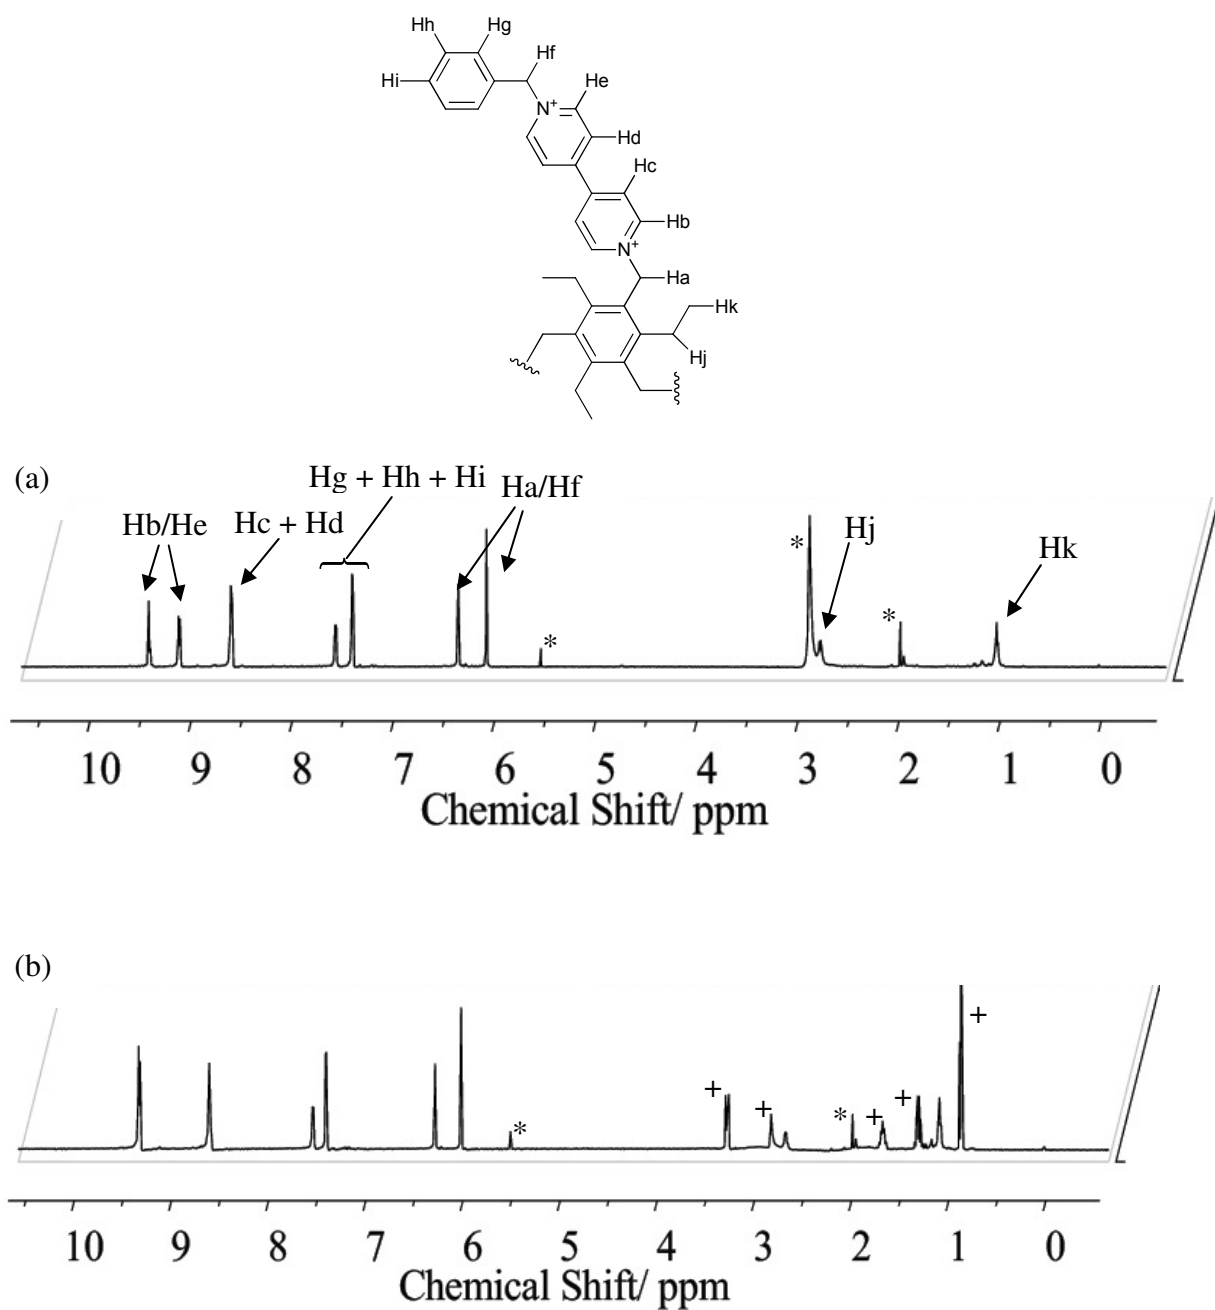 Hh Hg
Hf
Hi He
N+
Hd
Hc
Hb
N+
Ha
Hk
Hj
(a)
Hg + Hh + Hi
Ha/Hf
Hb/He Hc + Hd
* Hj
Hk
*
*
10 9 8 7 6 5 4 3 2 1 0
Chemical Shift/ ppm
(b)
+
+ + * + +
*
10 9 8 7 6 5 4 3 2 1 0
Chemical Shift/ ppm